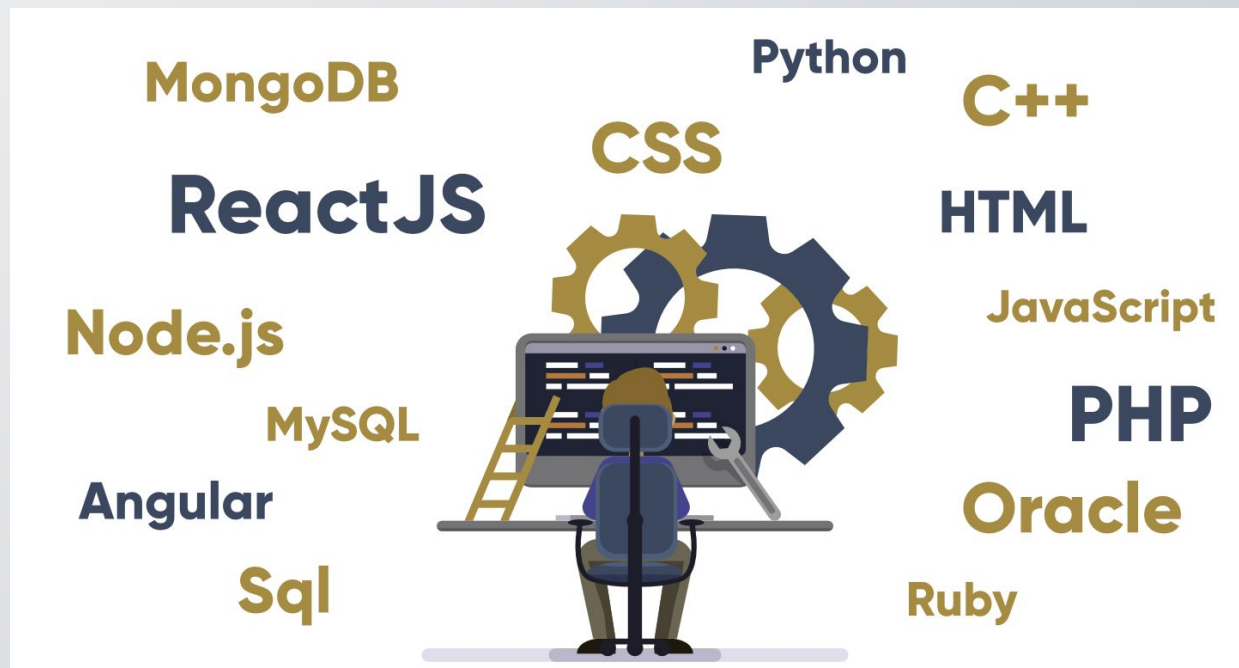 MongoDB
Python
C++
CSS
ReactJS
HTML
JavaScript
Node.js
PHP
MySQL
Angular
Oracle
Sql
Ruby